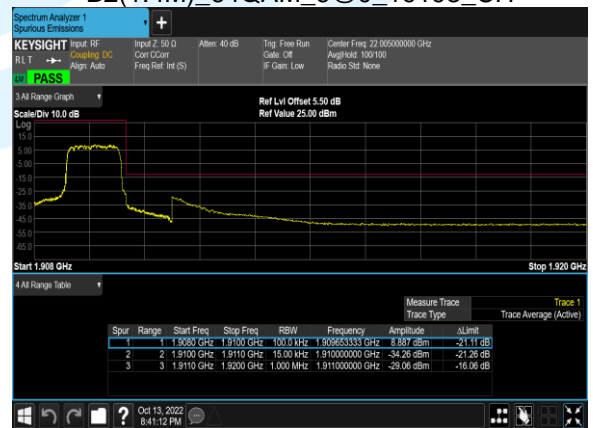 Spectrum Analyzer 1
Spurious Emissions
+
KEYSIGHT Input: RF Input Z: 50 Ω Atten: 40 dB Trig: Free Run Center Freq: 22.005000000 GHz
R L T Coupling: DC Corr CCorr Gate: Off Avg|Hold: 100/100
Align: Auto Freq Ref: Int (S) IF Gain: Low Radio Std: None
LW PASS
3 All Range Graph
Ref Lvl Offset 5.50 dB
Scale/Div 10.0 dB Ref Value 25.00 dBm
Log
15.0
5.00
-5.00
-15.0
-25.0
-35.0
-45.0
-55.0
-65.0
Start 1.908 GHz Stop 1.920 GHz
4 All Range Table
Measure Trace Trace 1
Trace Type Trace Average (Active)
Spur Range Start Freq Stop Freq RBW Frequency Amplitude ΔLimit
1 1 1.9080 GHz 1.9100 GHz 100.0 kHz 1.909653333 GHz 8.887 dBm -21.11 dB
2 2 1.9100 GHz 1.9110 GHz 15.00 kHz 1.910000000 GHz -34.26 dBm -21.26 dB
3 3 1.9110 GHz 1.9200 GHz 1.000 MHz 1.911000000 GHz -29.06 dBm -16.06 dB
? Oct 13, 2022
8:41:12 PM